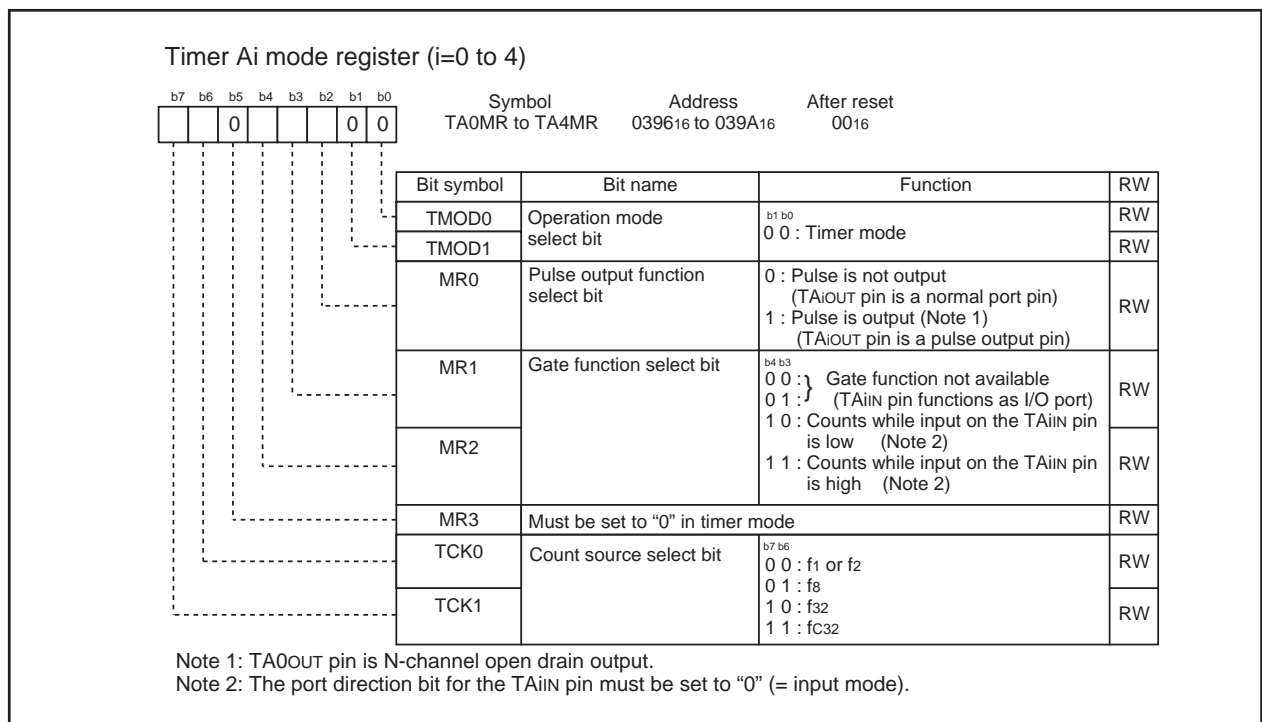 Timer Ai mode register (i=0 to 4)
b7 b6 b5 b4 b3 b2 b1 b0
0 0 0
Symbol Address After reset
TA0MR to TA4MR 039616 to 039A16 0016
Bit symbol Bit name Function RW
TMOD0 Operation mode select bit b1 b0 RW
0 0 : Timer mode
TMOD1 RW
MR0 Pulse output function select bit 0 : Pulse is not output
(TAiOUT pin is a normal port pin)
1 : Pulse is output (Note 1)
(TAiOUT pin is a pulse output pin)
RW
MR1 Gate function select bit b4 b3
0 0 : } Gate function not available
0 1 : (TAiIN pin functions as I/O port)
1 0 : Counts while input on the TAiIN pin
is low (Note 2)
1 1 : Counts while input on the TAiIN pin
is high (Note 2)
RW
MR2 RW
MR3 Must be set to “0” in timer mode RW
TCK0 Count source select bit b7 b6
0 0 : f1 or f2
0 1 : f8
1 0 : f32
1 1 : fC32
RW
TCK1 RW
Note 1: TA0OUT pin is N-channel open drain output.
Note 2: The port direction bit for the TAiIN pin must be set to “0” (= input mode).